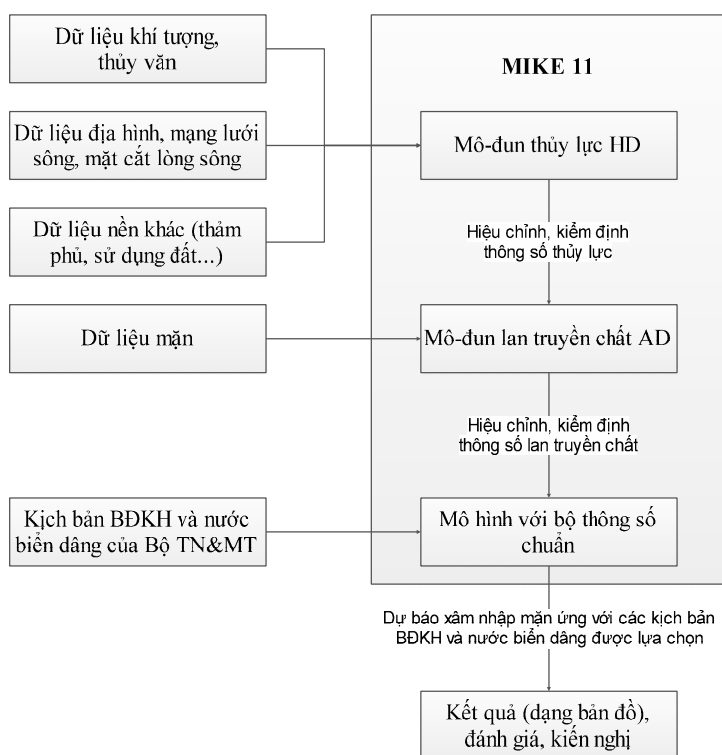 Dữ liệu khí tượng,
thủy văn
MIKE 11
Dữ liệu địa hình, mạng lưới
sông, mặt cắt lòng sông
Mô-đun thủy lực HD
Dữ liệu nền khác (thảm
phủ, sử dụng đất...)
Hiệu chỉnh, kiểm định
thông số thủy lực
Dữ liệu mặn
Mô-đun lan truyền chất AD
Hiệu chỉnh, kiểm định
thông số lan truyền chất
Kịch bản BĐKH và nước
biển dâng của Bộ TN&MT
Mô hình với bộ thông số
chuẩn
Dự báo xâm nhập mặn ứng với các kịch bản
BĐKH và nước biển dâng được lựa chọn
Kết quả (dạng bản đồ),
đánh giá, kiến nghị